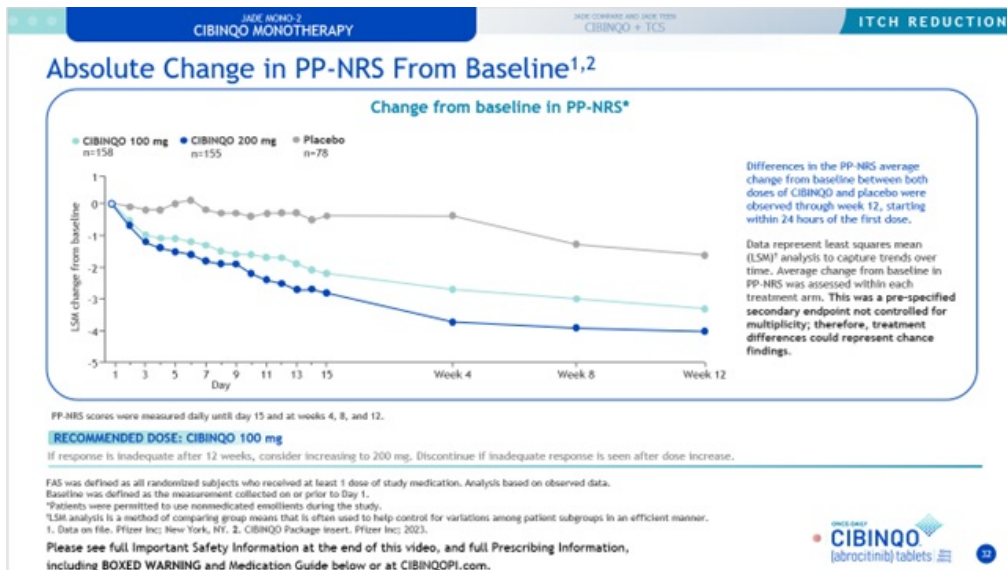 JADE MONO-2
CIBINQO MONOTHERAPY
JADE COMPARE AND JADE TEEN
CIBINQO + TCS
ITCH REDUCTION
Absolute Change in PP-NRS From Baseline1,2
Change from baseline in PP-NRS*
CIBINQO 100 mg
n=158
CIBINQO 200 mg
n=155
Placebo
n=78
LSM change from baseline
1
0
-1
-2
-3
-4
-5
1 3 5 7 9 11 13 15 Week 4 Week 8 Week 12
Day
Differences in the PP-NRS average
change from baseline between both
doses of CIBINQO and placebo were
observed through week 12, starting
within 24 hours of the first dose.
Data represent least squares mean
(LSM)† analysis to capture trends over
time. Average change from baseline in
PP-NRS was assessed within each
treatment arm. This was a pre-specified
secondary endpoint not controlled for
multiplicity; therefore, treatment
differences could represent chance
findings.
PP-NRS scores were measured daily until day 15 and at weeks 4, 8, and 12.
RECOMMENDED DOSE: CIBINQO 100 mg
If response is inadequate after 12 weeks, consider increasing to 200 mg. Discontinue if inadequate response is seen after dose increase.
FAS was defined as all randomized subjects who received at least 1 dose of study medication. Analysis based on observed data.
Baseline was defined as the measurement collected on or prior to Day 1.
*Patients were permitted to use nonmedicated emollients during the study.
†LSM analysis is a method of comparing group means that is often used to help control for variations among patient subgroups in an efficient manner.
1. Data on file. Pfizer Inc; New York, NY. 2. CIBINQO Package insert. Pfizer Inc; 2023.
Please see full Important Safety Information at the end of this video, and full Prescribing Information,
including BOXED WARNING and Medication Guide below or at CIBINQOPI.com.
ONCE-DAILY
CIBINQO
(abrocitinib) tablets
32